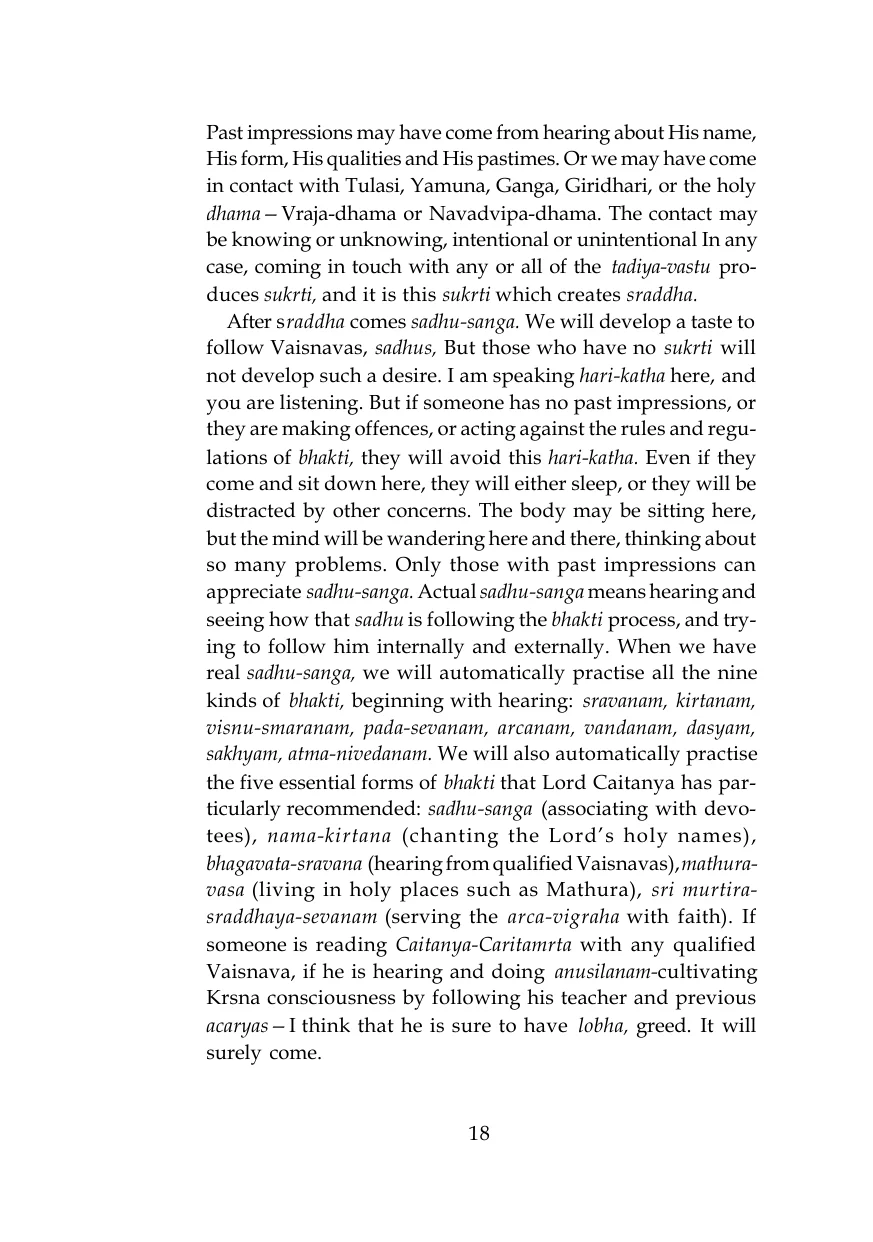 Past impressions may have come from hearing about His name,
His form, His qualities and His pastimes. Or we may have come
in contact with Tulasi, Yamuna, Ganga, Giridhari, or the holy
dhama – Vraja-dhama or Navadvipa-dhama. The contact may
be knowing or unknowing, intentional or unintentional In any
case, coming in touch with any or all of the tadiya-vastu pro-
duces sukrti, and it is this sukrti which creates sraddha.
After sraddha comes sadhu-sanga. We will develop a taste to
follow Vaisnavas, sadhus, But those who have no sukrti will
not develop such a desire. I am speaking hari-katha here, and
you are listening. But if someone has no past impressions, or
they are making offences, or acting against the rules and regu-
lations of bhakti, they will avoid this hari-katha. Even if they
come and sit down here, they will either sleep, or they will be
distracted by other concerns. The body may be sitting here,
but the mind will be wandering here and there, thinking about
so many problems. Only those with past impressions can
appreciate sadhu-sanga. Actual sadhu-sanga means hearing and
seeing how that sadhu is following the bhakti process, and try-
ing to follow him internally and externally. When we have
real sadhu-sanga, we will automatically practise all the nine
kinds of bhakti, beginning with hearing: sravanam, kirtanam,
visnu-smaranam, pada-sevanam, arcanam, vandanam, dasyam,
sakhyam, atma-nivedanam. We will also automatically practise
the five essential forms of bhakti that Lord Caitanya has par-
ticularly recommended: sadhu-sanga (associating with devo-
tees), nama-kirtana (chanting the Lord’s holy names),
bhagavata-sravana (hearing from qualified Vaisnavas), mathura-
vasa (living in holy places such as Mathura), sri murtira-
sraddhaya-sevanam (serving the arca-vigraha with faith). If
someone is reading Caitanya-Caritamrta with any qualified
Vaisnava, if he is hearing and doing anusilanam-cultivating
Krsna consciousness by following his teacher and previous
acaryas – I think that he is sure to have lobha, greed. It will
surely come.
18